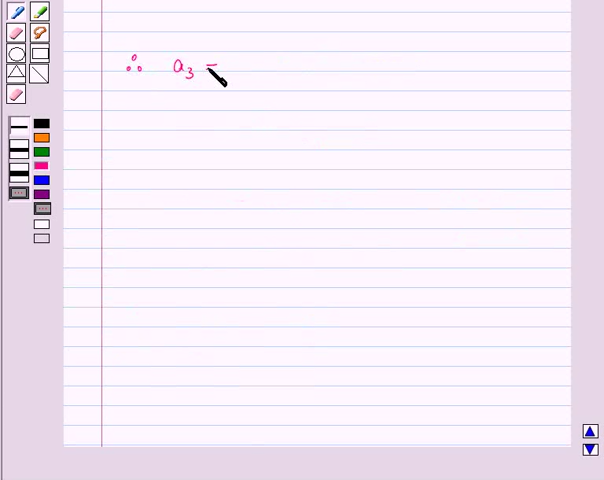 ∴ a₃ =